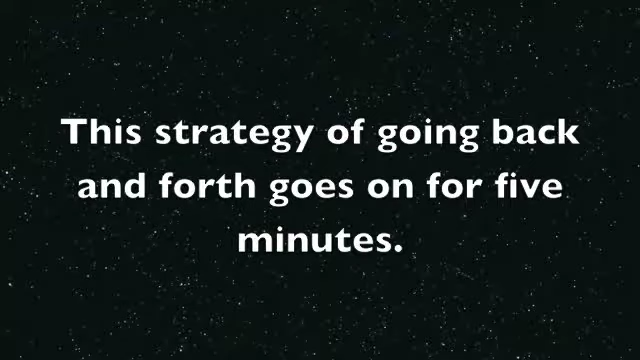 This strategy of going back
and forth goes on for five
minutes.